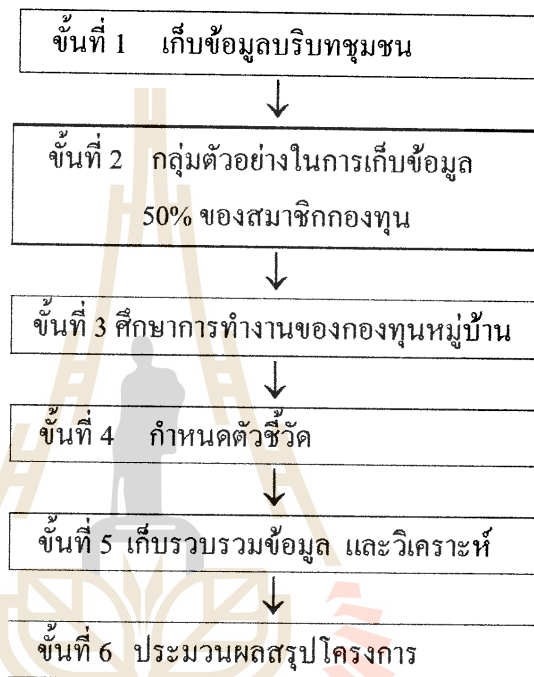 ขั้นที่ 1 เก็บข้อมูลบริบทชุมชน
ขั้นที่ 2 กลุ่มตัวอย่างในการเก็บข้อมูล
50% ของสมาชิกกองทุน
ขั้นที่ 3 ศึกษาการทำงานของกองทุนหมู่บ้าน
ขั้นที่ 4 กำหนดตัวชี้วัด
ขั้นที่ 5 เก็บรวบรวมข้อมูล และวิเคราะห์
ขั้นที่ 6 ประมวนผลสรุปโครงการ